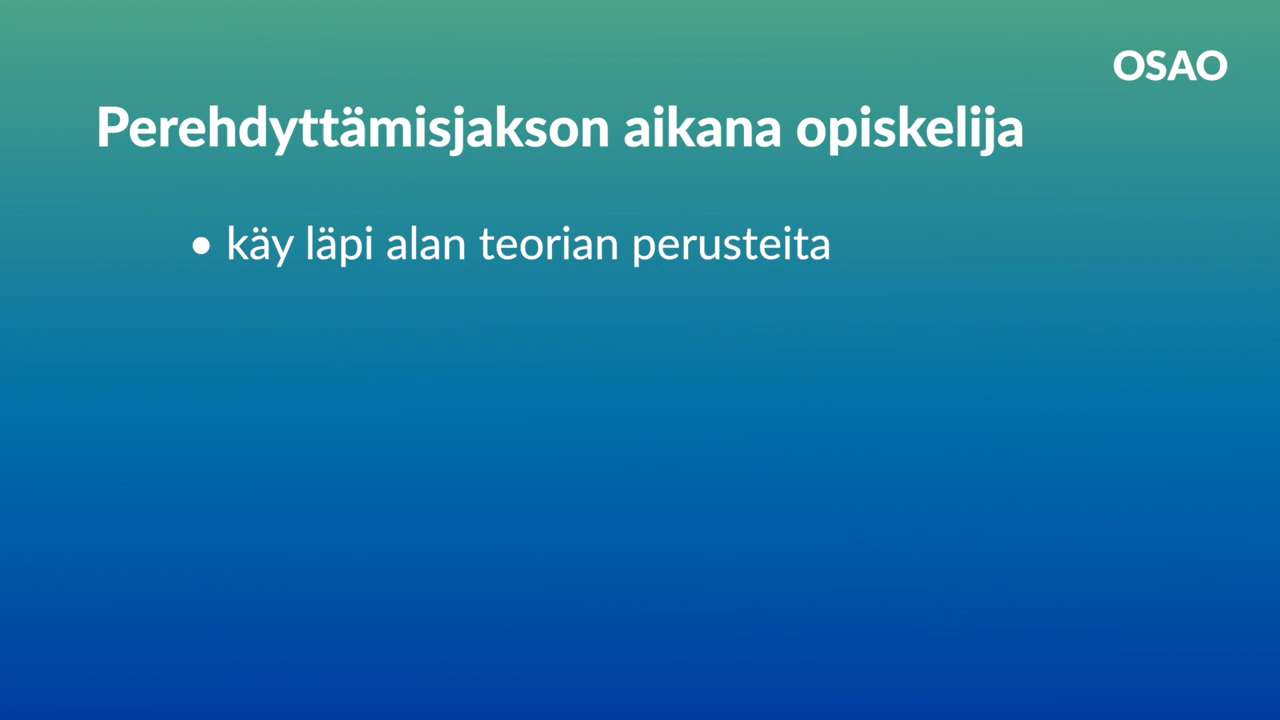 OSAO
Perehdyttämisjakson aikana opiskelija
• käy läpi alan teorian perusteita